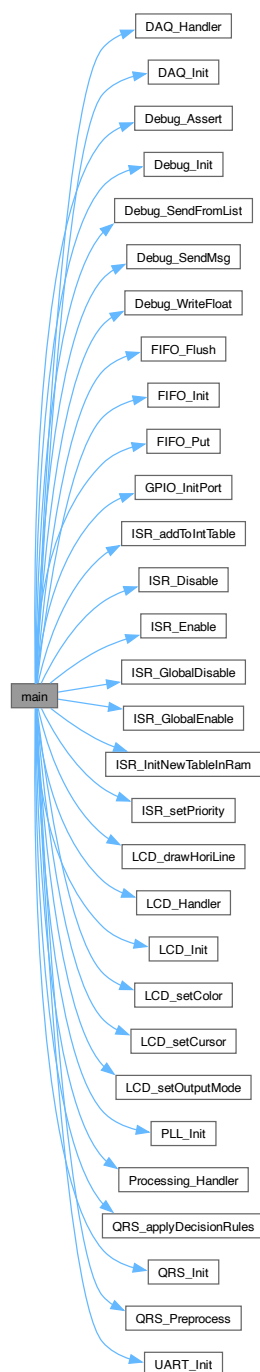 DAQ_Handler
DAQ_Init
Debug_Assert
Debug_Init
Debug_SendFromList
Debug_SendMsg
Debug_WriteFloat
FIFO_Flush
FIFO_Init
FIFO_Put
GPIO_InitPort
ISR_addToIntTable
ISR_Disable
ISR_Enable
ISR_GlobalDisable
main
ISR_GlobalEnable
ISR_InitNewTableInRam
ISR_setPriority
LCD_drawHoriLine
LCD_Handler
LCD_Init
LCD_setColor
LCD_setCursor
LCD_setOutputMode
PLL_Init
Processing_Handler
QRS_applyDecisionRules
QRS_Init
QRS_Preprocess
UART_Init